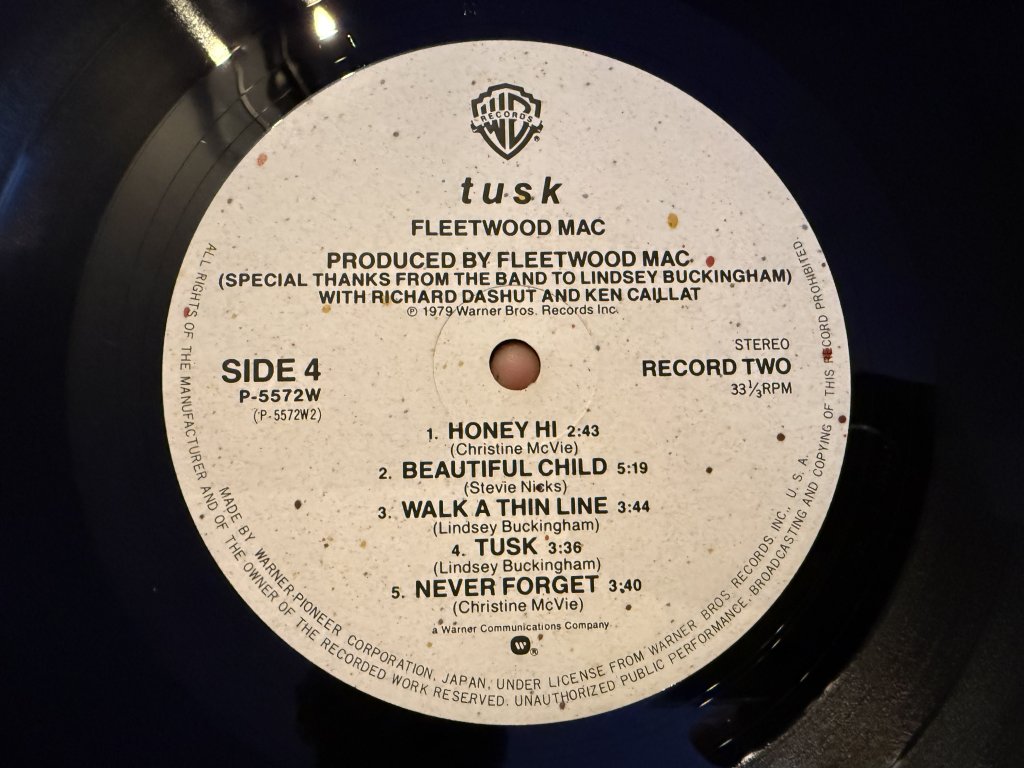 RECORDS
tusk
FLEETWOOD MAC
PRODUCED BY FLEETWOOD MAC
(SPECIAL THANKS FROM THE BAND TO LINDSEY BUCKINGHAM)
WITH RICHARD DASHUT AND KEN CAILLAT
℗ 1979 Warner Bros. Records Inc.
SIDE 4
P-5572W
(P-5572W2)
STEREO
RECORD TWO
33⅓RPM
1. HONEY HI 2:43
(Christine McVie)
2. BEAUTIFUL CHILD 5:19
(Stevie Nicks)
3. WALK A THIN LINE 3:44
(Lindsey Buckingham)
4. TUSK 3:36
(Lindsey Buckingham)
5. NEVER FORGET 3:40
(Christine McVie)
a Warner Communications Company
W®
MADE BY WARNER-PIONEER CORPORATION, JAPAN, UNDER LICENSE FROM WARNER BROS RECORDS INC., U. S. A.
ALL RIGHTS OF THE MANUFACTURER AND OF THE OWNER OF THE RECORDED WORK RESERVED. UNAUTHORIZED PUBLIC PERFORMANCE, BROADCASTING AND COPYING OF THIS RECORD PROHIBITED.